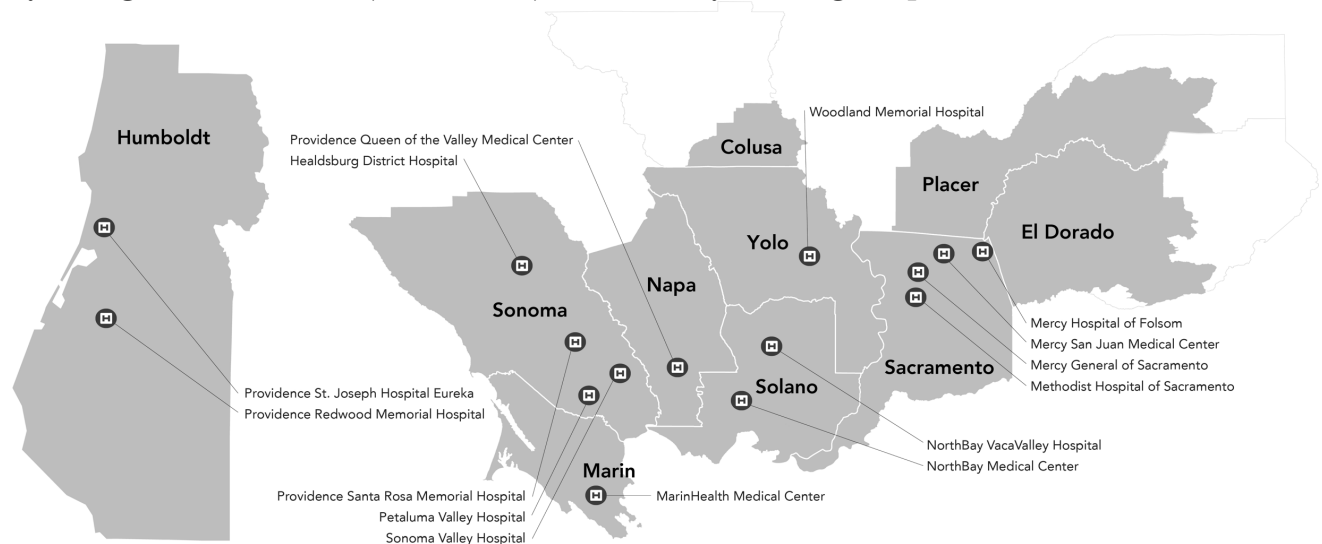 Humboldt
Providence St. Joseph Hospital Eureka
Providence Redwood Memorial Hospital
Providence Queen of the Valley Medical Center
Healdsburg District Hospital
Sonoma
Napa
Marin
Providence Santa Rosa Memorial Hospital
Petaluma Valley Hospital
Sonoma Valley Hospital
MarinHealth Medical Center
Woodland Memorial Hospital
Colusa
Yolo
Solano
NorthBay VacaValley Hospital
NorthBay Medical Center
Placer
El Dorado
Sacramento
Mercy Hospital of Folsom
Mercy San Juan Medical Center
Mercy General of Sacramento
Methodist Hospital of Sacramento